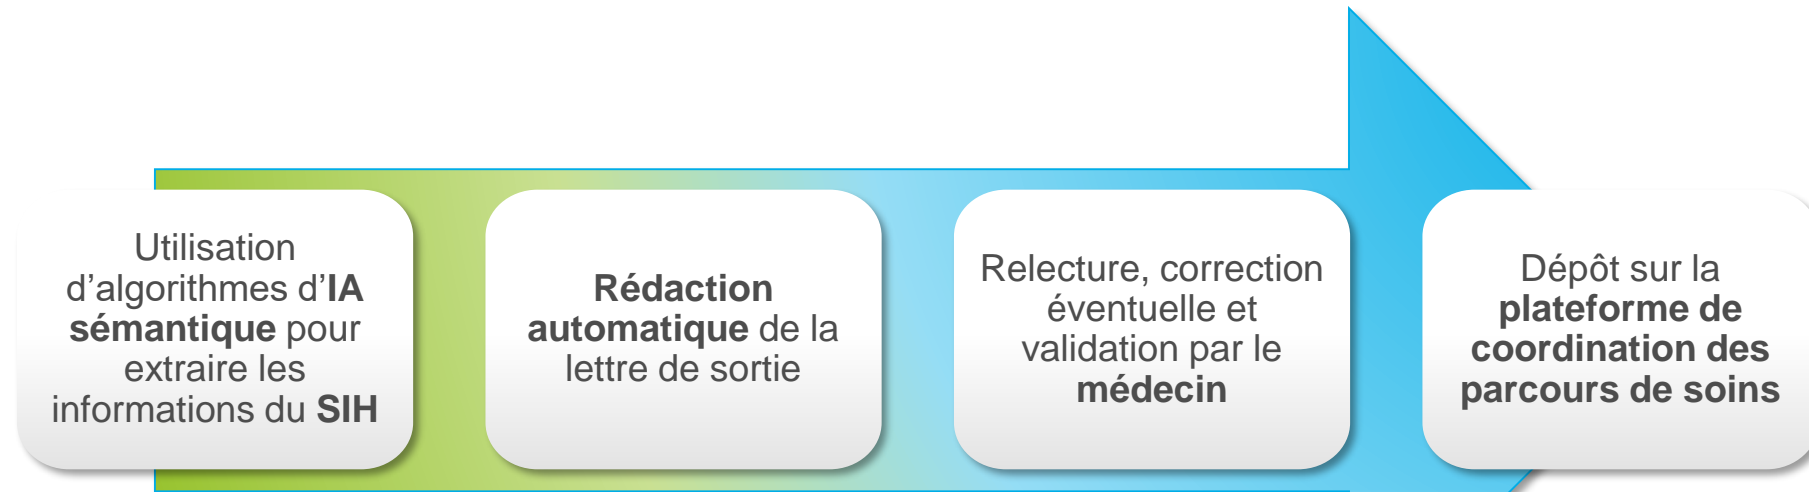 Utilisation
d’algorithmes d’IA
sémantique pour
extraire les
informations du SIH
Rédaction
automatique de la
lettre de sortie
Relecture, correction
éventuelle et
validation par le
médecin
Dépôt sur la
plateforme de
coordination des
parcours de soins